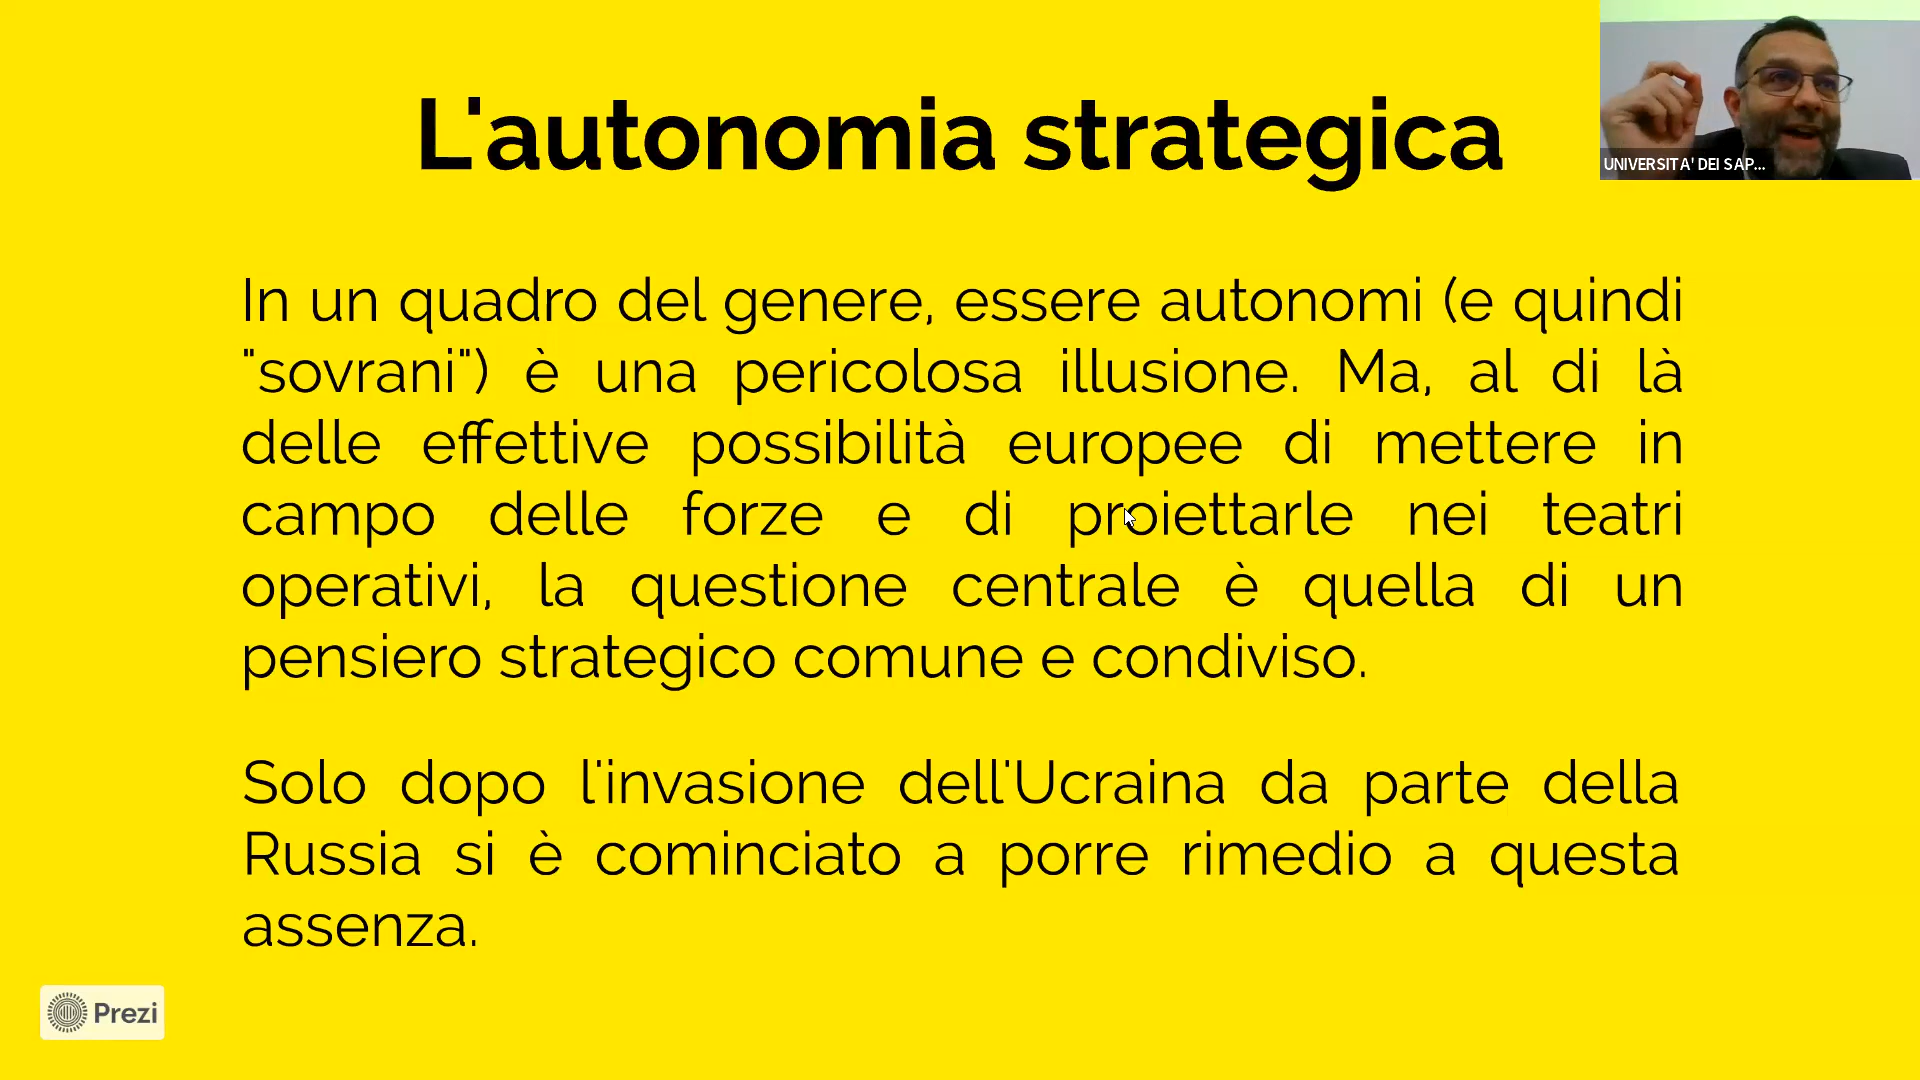 L'autonomia strategica
UNIVERSITA' DEI SAP...
In un quadro del genere, essere autonomi (e quindi
"sovrani") è una pericolosa illusione. Ma, al di là
delle effettive possibilità europee di mettere in
campo delle forze e di proiettarle nei teatri
operativi, la questione centrale è quella di un
pensiero strategico comune e condiviso.
Solo dopo l'invasione dell'Ucraina da parte della
Russia si è cominciato a porre rimedio a questa
assenza.
Prezi